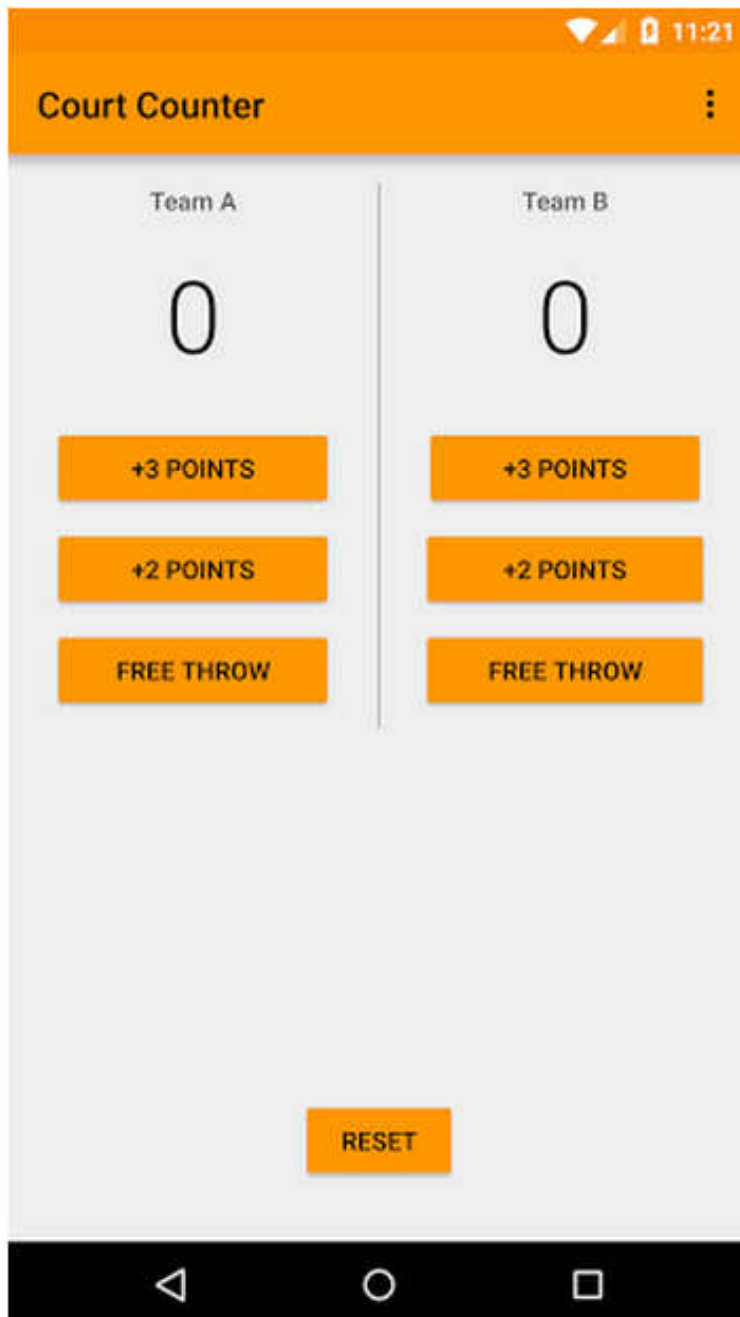 11:21
Court Counter
Team A
Team B
0
0
+3 POINTS
+3 POINTS
+2 POINTS
+2 POINTS
FREE THROW
FREE THROW
RESET